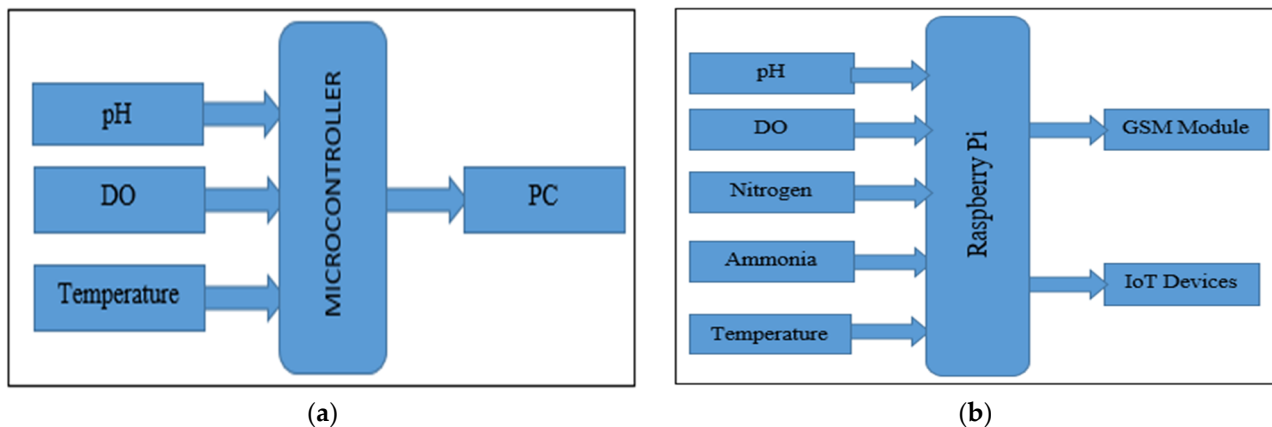 pH
DO
Temperature
MICROCONTROLLER
PC
(a)
pH
DO
Nitrogen
Ammonia
Temperature
Raspberry Pi
GSM Module
IoT Devices
(b)